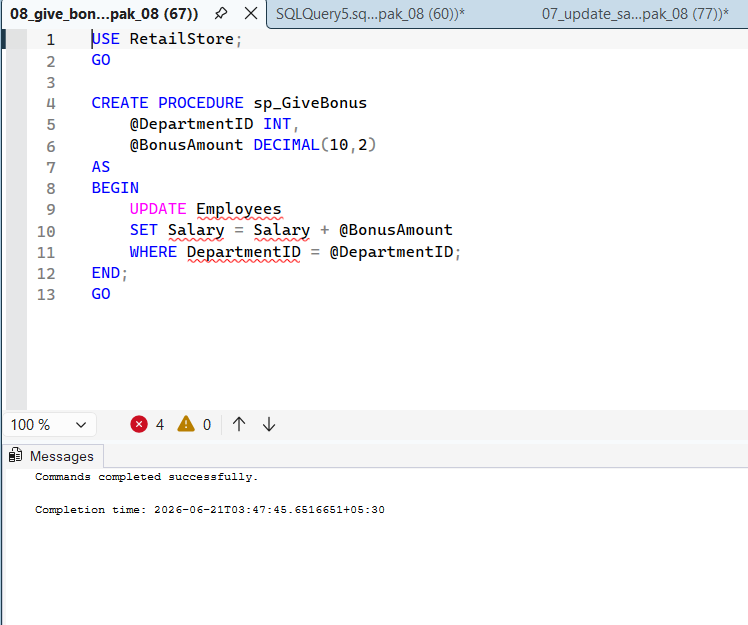 08_give_bon...pak_08 (67))
SQLQuery5.sq...pak_08 (60))*
07_update_sa...pak_08 (77))*
1 USE RetailStore;
2 GO
3
4 CREATE PROCEDURE sp_GiveBonus
5 @DepartmentID INT,
6 @BonusAmount DECIMAL(10,2)
7 AS
8 BEGIN
9 UPDATE Employees
10 SET Salary = Salary + @BonusAmount
11 WHERE DepartmentID = @DepartmentID;
12 END;
13 GO
100 %
4
0
Messages
Commands completed successfully.
Completion time: 2026-06-21T03:47:45.6516651+05:30